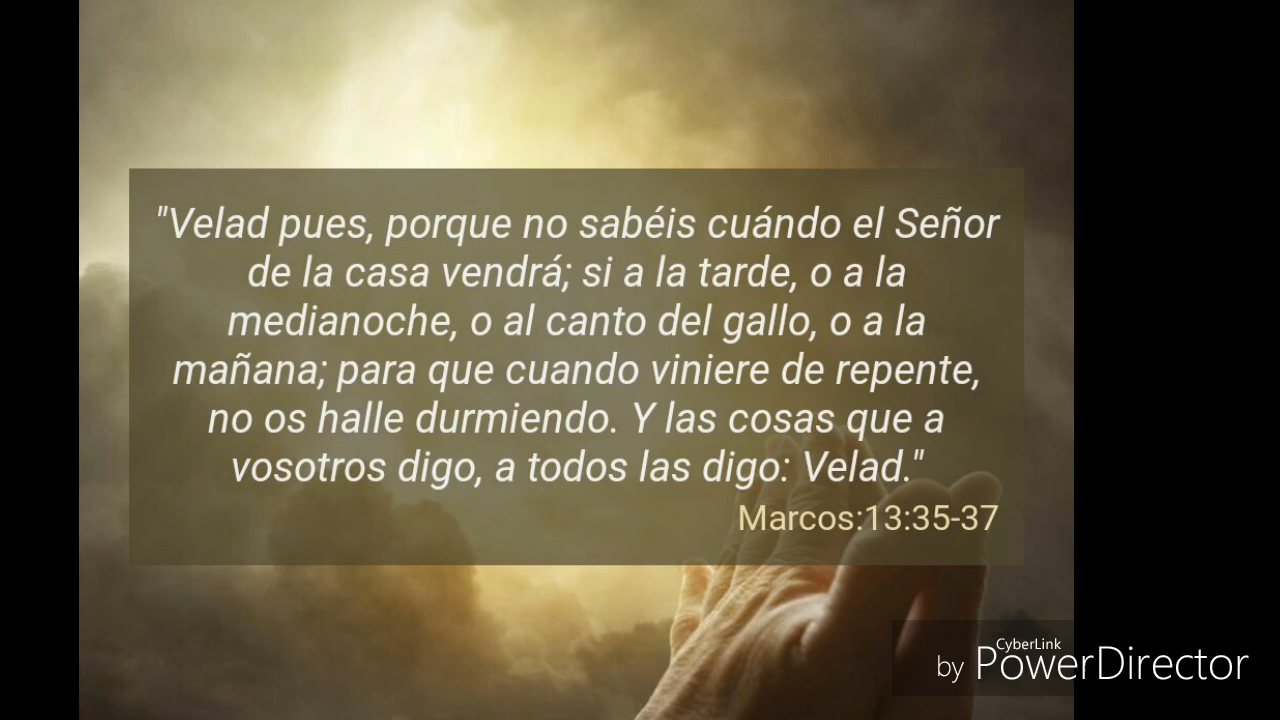 "Velad pues, porque no sabéis cuándo el Señor
de la casa vendrá; si a la tarde, o a la
medianoche, o al canto del gallo, o a la
mañana; para que cuando viniere de repente,
no os halle durmiendo. Y las cosas que a
vosotros digo, a todos las digo: Velad."
Marcos:13:35-37
CyberLink
by PowerDirector